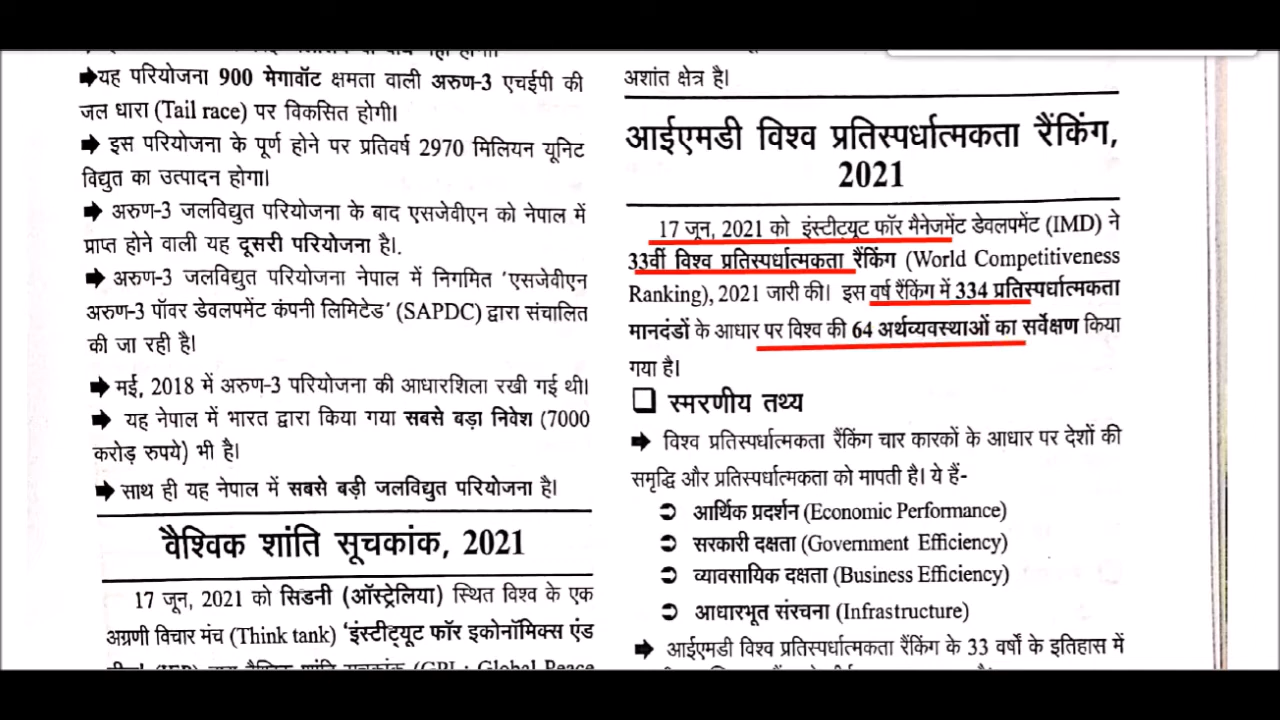 ➡यह परियोजना 900 मेगावॉट क्षमता वाली अरुण-3 एचईपी की
जल धारा (Tail race) पर विकसित होगी।
➡ इस परियोजना के पूर्ण होने पर प्रतिवर्ष 2970 मिलियन यूनिट
विद्युत का उत्पादन होगा।
➡ अरुण-3 जलविद्युत परियोजना के बाद एसजेवीएन को नेपाल में
प्राप्त होने वाली यह दूसरी परियोजना है।.
➡ अरुण-3 जलविद्युत परियोजना नेपाल में निगमित 'एसजेवीएन
अरुण-3 पॉवर डेवलपमेंट कंपनी लिमिटेड' (SAPDC) द्वारा संचालित
की जा रही है।
➡ मई, 2018 में अरुण-3 परियोजना की आधारशिला रखी गई थी।
➡ यह नेपाल में भारत द्वारा किया गया सबसे बड़ा निवेश (7000
करोड़ रुपये) भी है।
➡ साथ ही यह नेपाल में सबसे बड़ी जलविद्युत परियोजना है।
वैश्विक शांति सूचकांक, 2021
17 जून, 2021 को सिडनी (ऑस्ट्रेलिया) स्थित विश्व के एक
अग्रणी विचार मंच (Think tank) 'इंस्टीट्यूट फॉर इकोनॉमिक्स एंड
अशांत क्षेत्र है।
आईएमडी विश्व प्रतिस्पर्धात्मकता रैंकिंग,
2021
17 जून, 2021 को इंस्टीट्यूट फॉर मैनेजमेंट डेवलपमेंट (IMD) ने
33वीं विश्व प्रतिस्पर्धात्मकता रैंकिंग (World Competitiveness
Ranking), 2021 जारी की। इस वर्ष रैंकिंग में 334 प्रतिस्पर्धात्मकता
मानदंडों के आधार पर विश्व की 64 अर्थव्यवस्थाओं का सर्वेक्षण किया
गया है।
❑ स्मरणीय तथ्य
➡ विश्व प्रतिस्पर्धात्मकता रैंकिंग चार कारकों के आधार पर देशों की
समृद्धि और प्रतिस्पर्धात्मकता को मापती है। ये हैं-
➲ आर्थिक प्रदर्शन (Economic Performance)
➲ सरकारी दक्षता (Government Efficiency)
➲ व्यावसायिक दक्षता (Business Efficiency)
➲ आधारभूत संरचना (Infrastructure)
➡ आईएमडी विश्व प्रतिस्पर्धात्मकता रैंकिंग के 33 वर्षों के इतिहास में